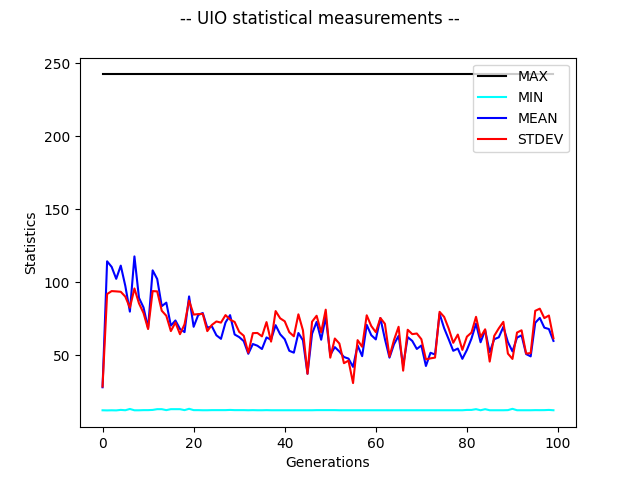 -- UIO statistical measurements --
250
200
150
100
50
Statistics
MAX
MIN
MEAN
STDEV
0
20
40
60
80
100
Generations